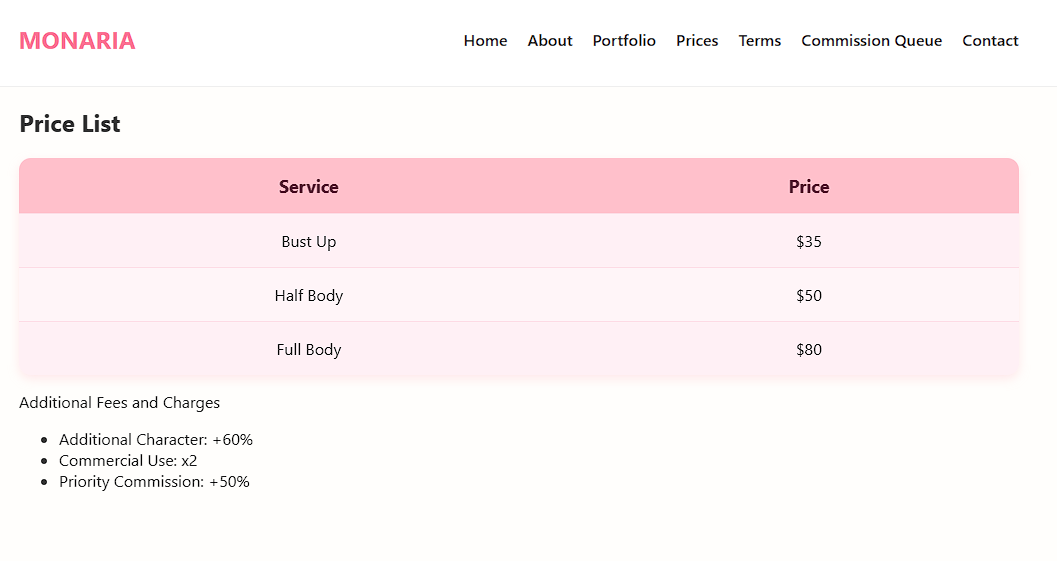 MONARIA
Home About Portfolio Prices Terms Commission Queue Contact
Price List
Service Price
Bust Up $35
Half Body $50
Full Body $80
Additional Fees and Charges
Additional Character: +60%
Commercial Use: x2
Priority Commission: +50%